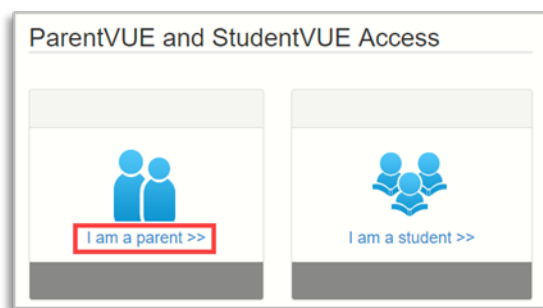 ParentVUE and StudentVUE Access
I am a parent >>
I am a student >>